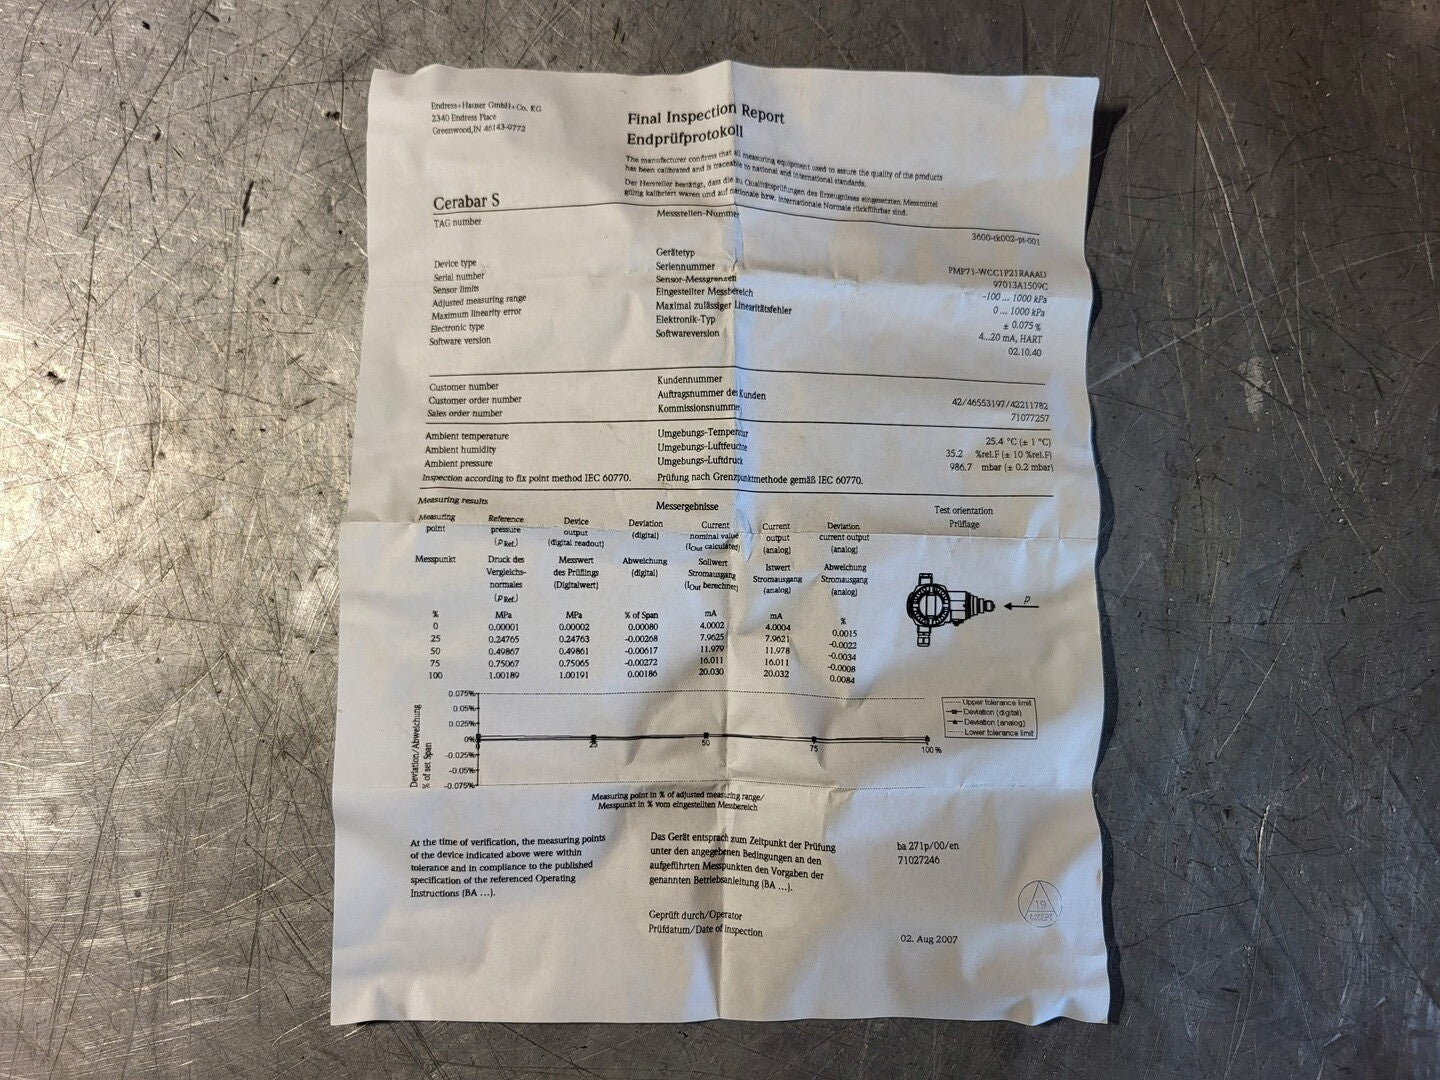 Endress+Hauser GmbH+Co. KG
2340 Endress Place
Greenwood,IN 46143-9772
Final Inspection Report
Endprüfprotokoll
The manufacturer confirms that all measuring equipment used to assure the quality of the products
has been calibrated and is traceable to national and international standards.
Der Hersteller bestätigt, dass die zu Qualitätsprüfungen des Erzeugnisses eingesetzten Messmittel
gültig kalibriert waren und auf nationale bzw. internationale Normale rückführbar sind.
Cerabar S
TAG number Messstellen-Nummer 3600-tk002-pt-001
Device type Gerätetyp PMP71-WCC1P21RAAAU
Serial number Seriennummer 97013A1509C
Sensor limits Sensor-Messgrenzen -100 ... 1000 kPa
Adjusted measuring range Eingestellter Messbereich 0 ... 1000 kPa
Maximum linearity error Maximal zulässiger Linearitätsfehler ± 0.075 %
Electronic type Elektronik-Typ 4...20 mA, HART
Software version Softwareversion 02.10.40
Customer number Kundennummer
Customer order number Auftragsnummer des Kunden 42/46553197/42211782
Sales order number Kommissionsnummer 71077257
Ambient temperature Umgebungs-Temperatur 25.4 °C (± 1 °C)
Ambient humidity Umgebungs-Luftfeuchte 35.2 %rel.F (± 10 %rel.F)
Ambient pressure Umgebungs-Luftdruck 986.7 mbar (± 0.2 mbar)
Inspection according to fix point method IEC 60770. Prüfung nach Grenzpunktmethode gemäß IEC 60770.
Measuring results Messergebnisse Test orientation
Prüflage
Measuring Reference Device Deviation Current Current Deviation
point pressure output (digital) nominal value output current output
(PRef.) (digital readout) (IOut calculated) (analog) (analog)
Messpunkt Druck des Messwert Abweichung Sollwert Istwert Abweichung
Vergleichs- des Prüflings (digital) Stromausgang Stromausgang Stromausgang
normales (Digitalwert) (IOut berechnet) (analog) (analog)
(PRef.)
% MPa MPa % of Span mA mA %
0 0.00001 0.00002 0.00080 4.0002 4.0004 0.0015
25 0.24765 0.24763 -0.00268 7.9625 7.9621 -0.0022
50 0.49867 0.49861 -0.00617 11.979 11.978 -0.0034
75 0.75067 0.75065 -0.00272 16.011 16.011 -0.0008
100 1.00189 1.00191 0.00186 20.030 20.032 0.0084
p
Deviation/Abweichung
% of set Span
0.075%
0.05%
0.025%
0%
-0.025%
-0.05%
-0.075%
0 25 50 75 100 %
Upper tolerance limit
Deviation (digital)
Deviation (analog)
Lower tolerance limit
Measuring point in % of adjusted measuring range/
Messpunkt in % vom eingestellten Messbereich
At the time of verification, the measuring points
of the device indicated above were within
tolerance and in compliance to the published
specification of the referenced Operating
Instructions (BA ...).
Das Gerät entsprach zum Zeitpunkt der Prüfung
unter den angegebenen Bedingungen an den
aufgeführten Messpunkten den Vorgaben der
genannten Betriebsanleitung (BA ...).
ba 271p/00/en
71027246
19
ACCEPT
Geprüft durch/Operator
Prüfdatum/Date of inspection 02. Aug 2007